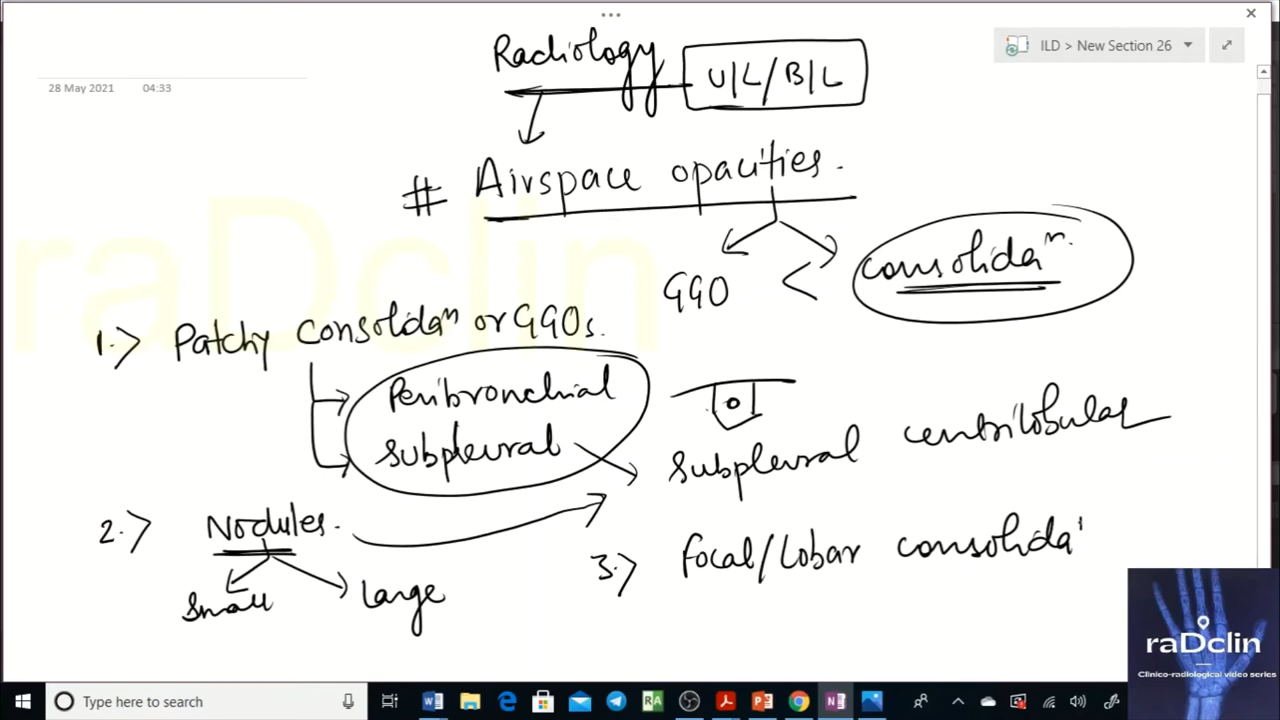 ILD > New Section 26
28 May 2021 04:33
Radiology U/L/B/L
# Airspace opacities.
GGO < consolidaⁿ.
1.> Patchy consolidaⁿ or GGOs.
Peribronchial
subpleural
subpleural centrilobular
2.> Nodules.
Small
Large
3.> focal/Lobar consolida'
raDclin
raDclin
Clinico-radiological video series
Type here to search